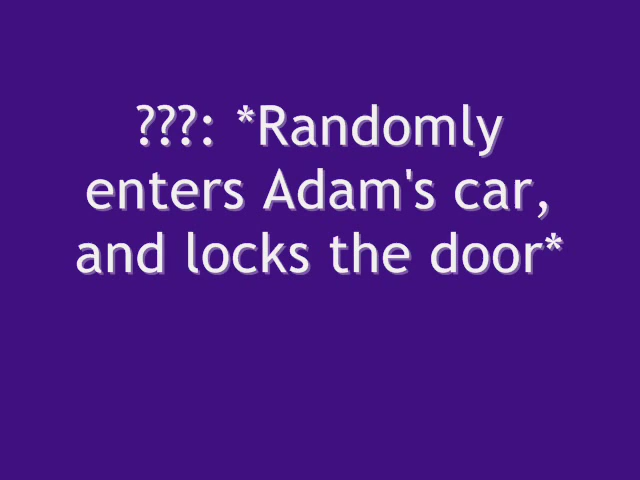 ???: *Randomly
enters Adam's car,
and locks the door*